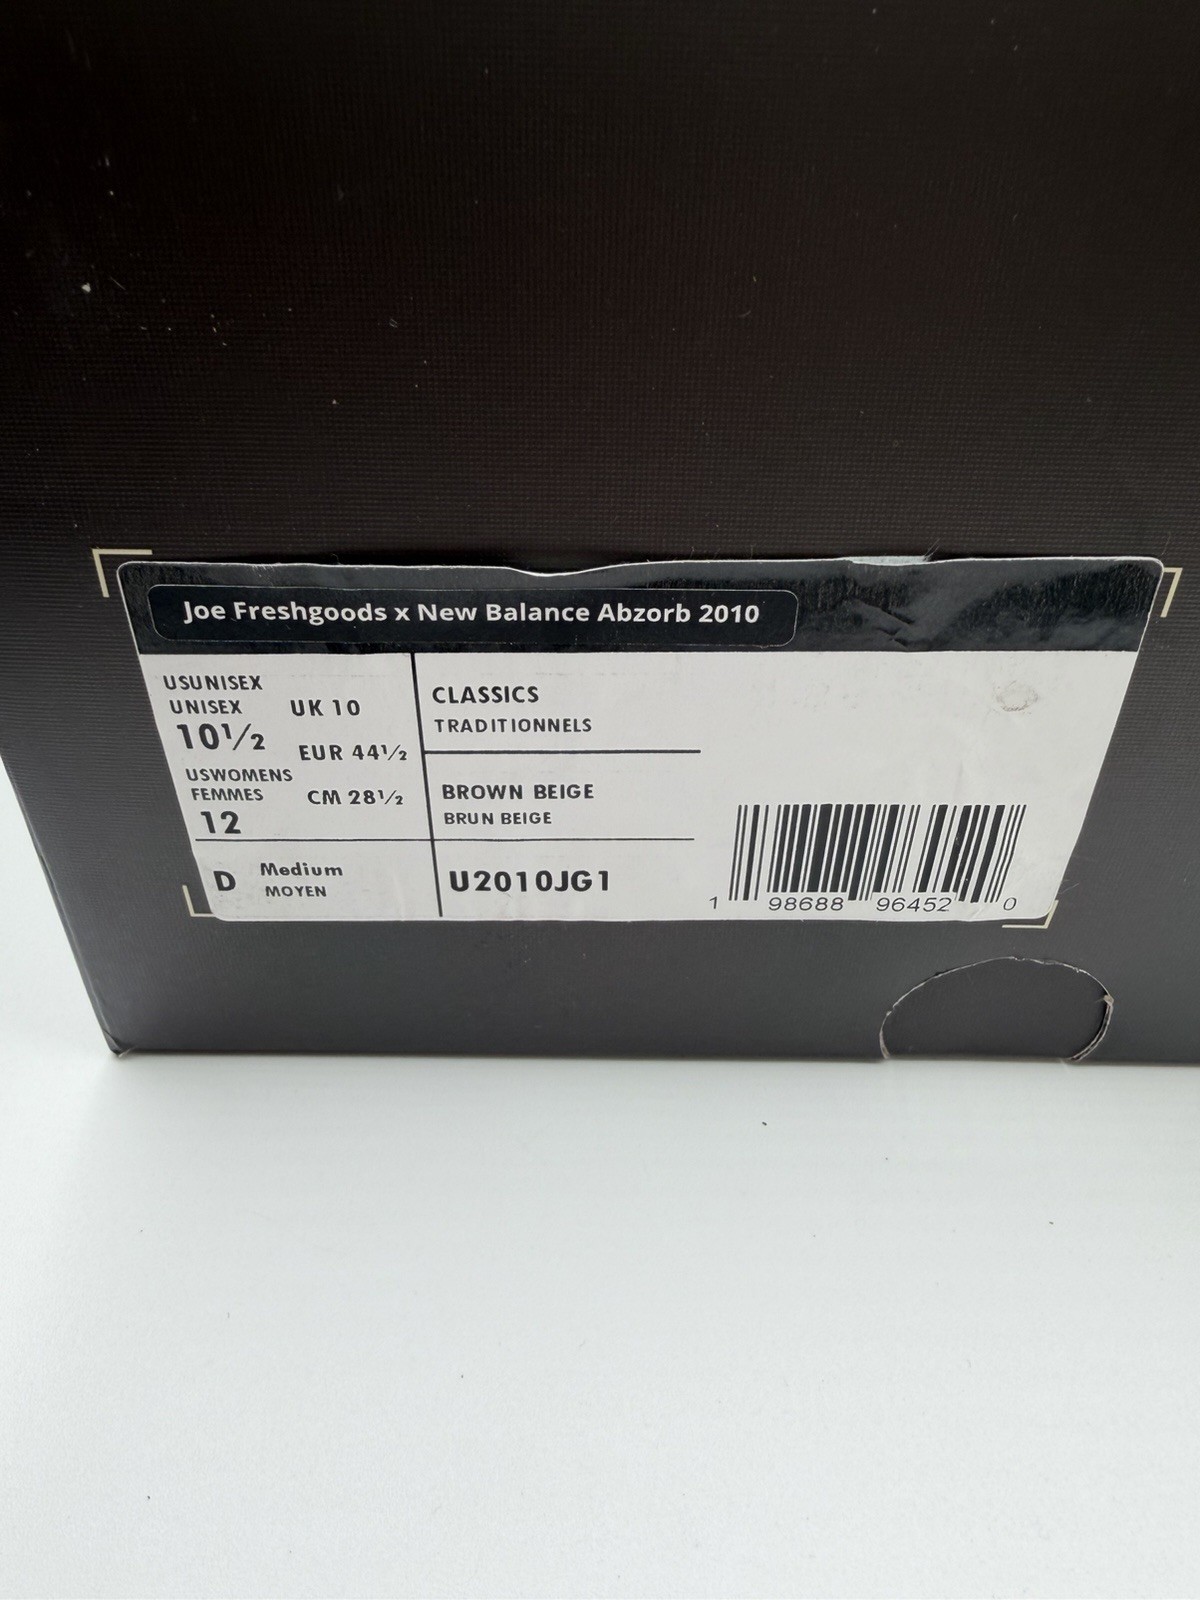 Joe Freshgoods x New Balance Abzorb 2010
USUNISEX
UNISEX
10½
UK 10
EUR 44½
USWOMENS
FEMMES
12
CM 28½
D
Medium
MOYEN
CLASSICS
TRADITIONNELS
BROWN BEIGE
BRUN BEIGE
U2010JG1
1 98688 96452 0